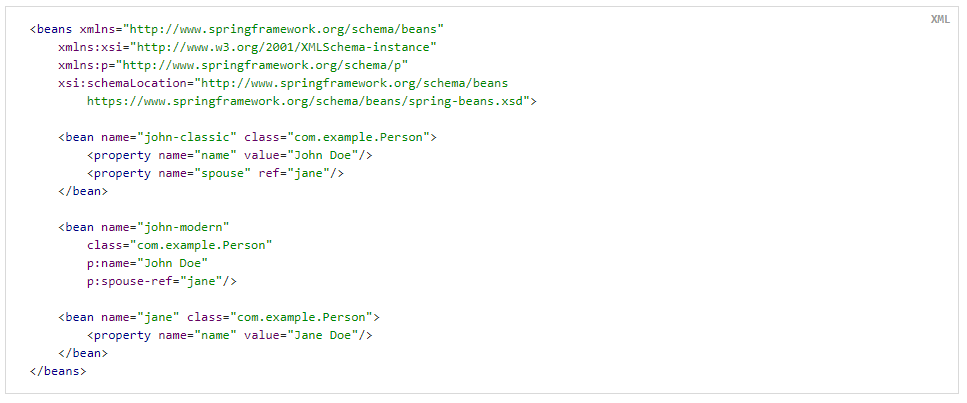 XML
<beans xmlns="http://www.springframework.org/schema/beans"
    xmlns:xsi="http://www.w3.org/2001/XMLSchema-instance"
    xmlns:p="http://www.springframework.org/schema/p"
    xsi:schemaLocation="http://www.springframework.org/schema/beans
        https://www.springframework.org/schema/beans/spring-beans.xsd">

    <bean name="john-classic" class="com.example.Person">
        <property name="name" value="John Doe"/>
        <property name="spouse" ref="jane"/>
    </bean>

    <bean name="john-modern"
        class="com.example.Person"
        p:name="John Doe"
        p:spouse-ref="jane"/>

    <bean name="jane" class="com.example.Person">
        <property name="name" value="Jane Doe"/>
    </bean>
</beans>